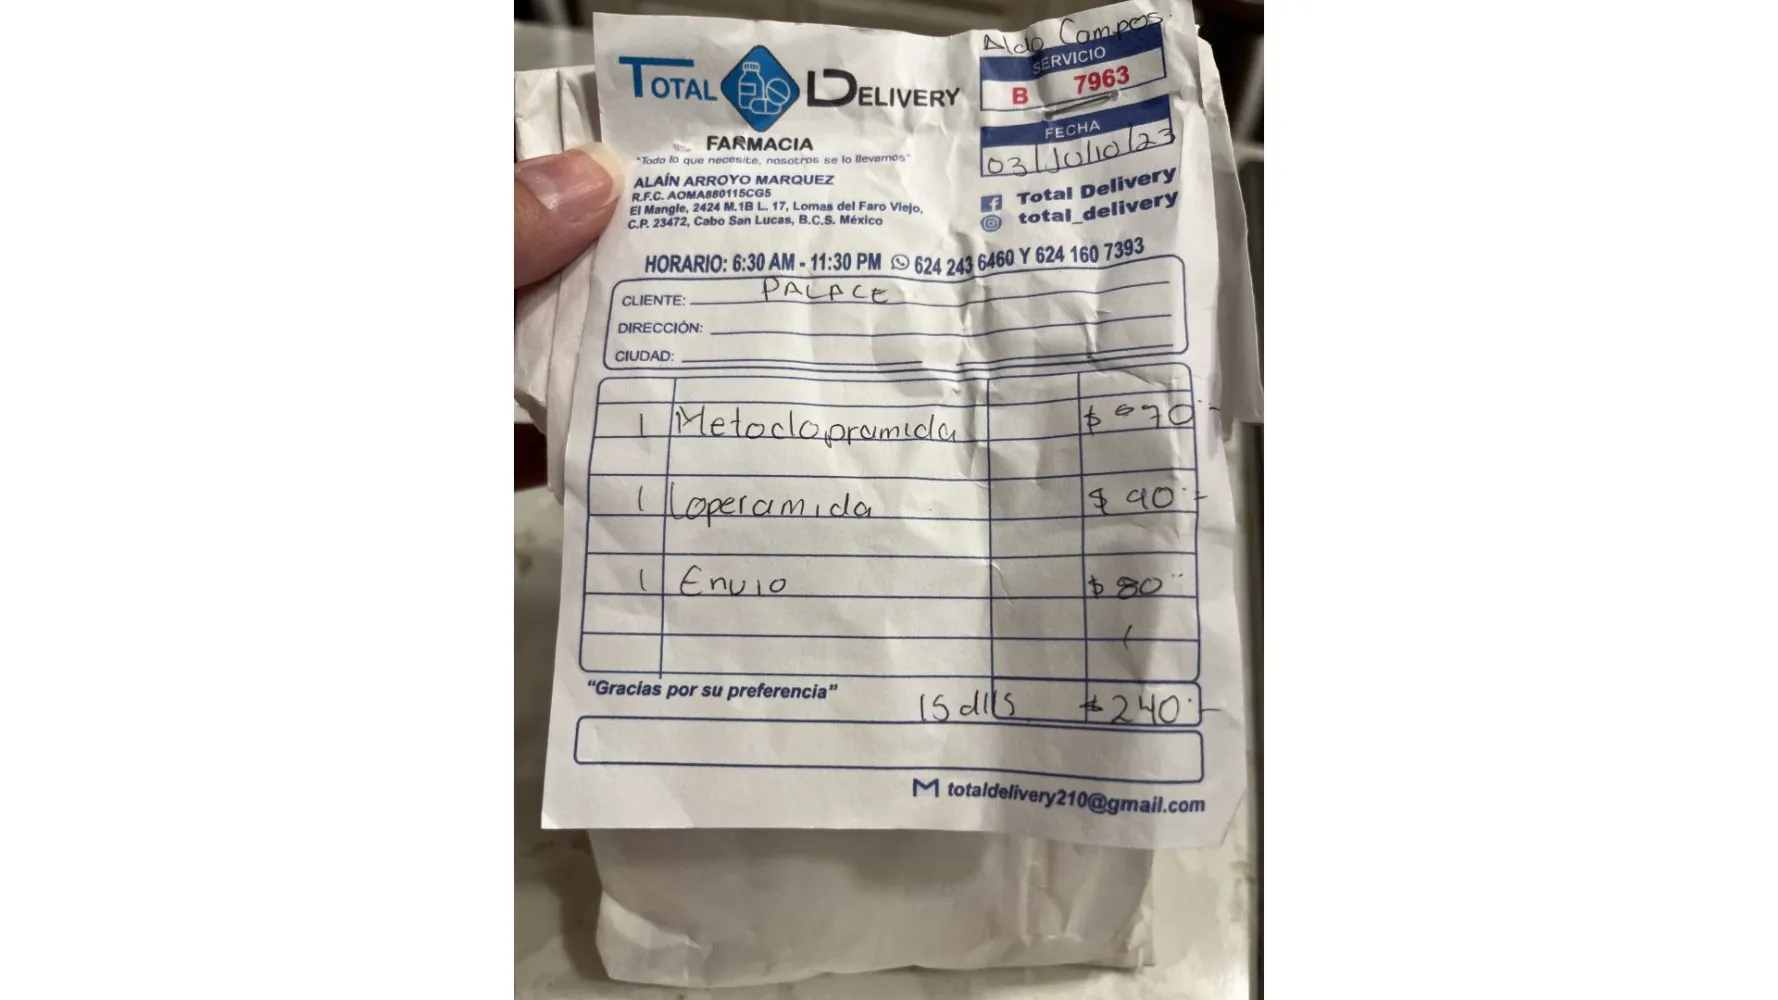 Aldo Campos
TOTAL DELIVERY
SERVICIO
B 7963
FARMACIA
"Todo lo que necesite, nosotros se lo llevamos"
FECHA
03/Julio/23
ALAÍN ARROYO MARQUEZ
R.F.C. AOMA880115CG5
El Mangle, 2424 M.1B L. 17, Lomas del Faro Viejo,
C.P. 23472, Cabo San Lucas, B.C.S. México
Total Delivery
total_delivery
HORARIO: 6:30 AM - 11:30 PM 624 243 6460 Y 624 160 7393
CLIENTE: PALACE
DIRECCIÓN:
CIUDAD:
1 Metoclopramida $ 70
1 Loperamida $ 90
1 Envio $ 80
"Gracias por su preferencia" 15 dlls $ 240
totaldelivery210@gmail.com